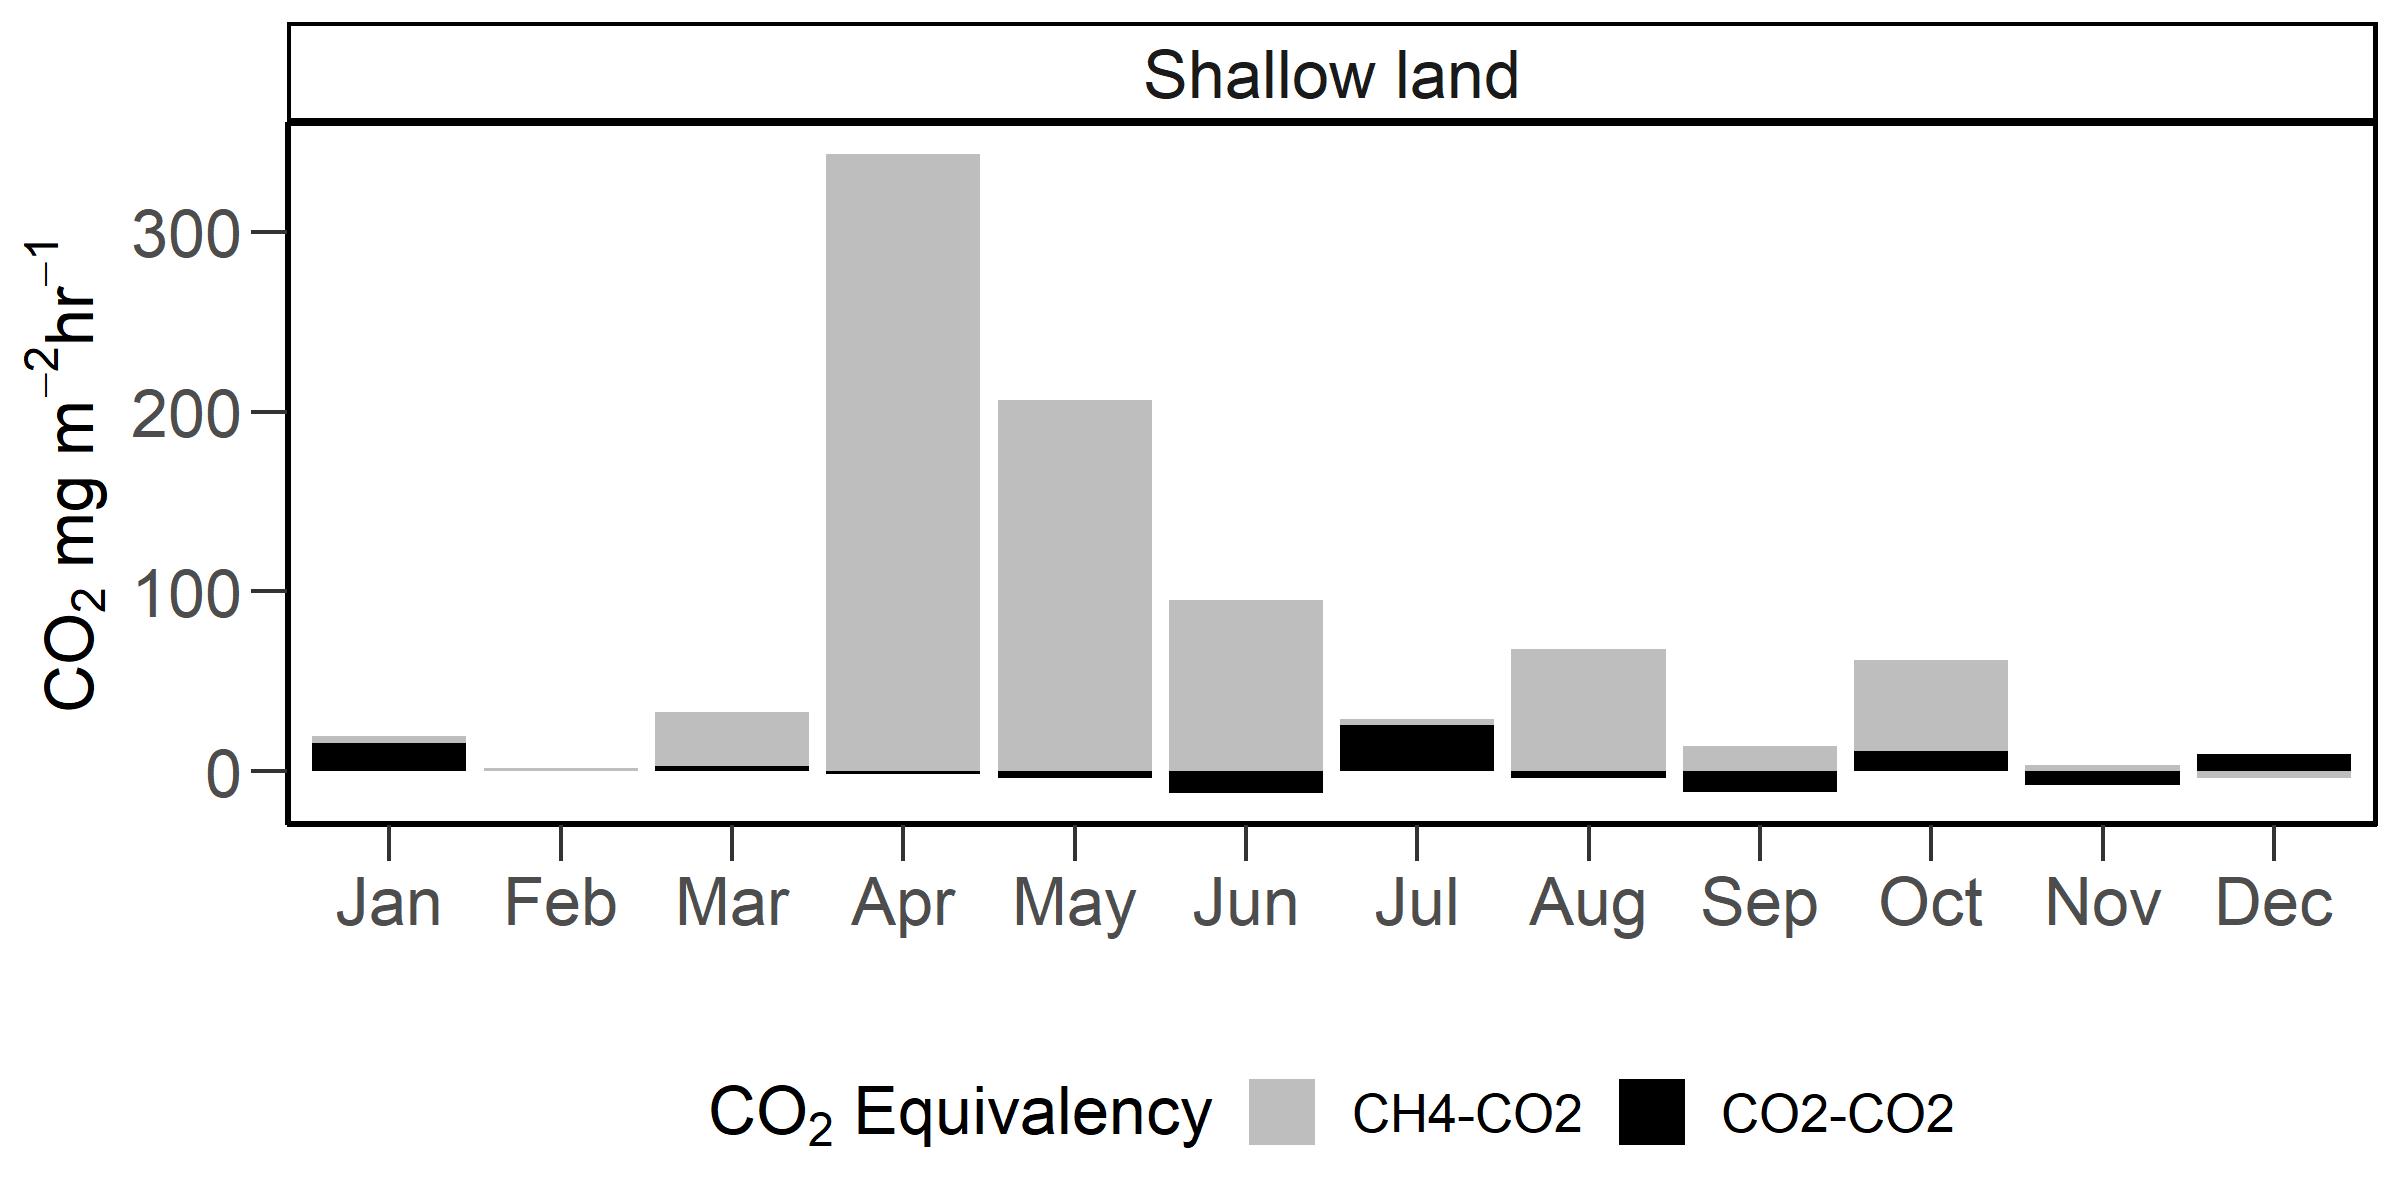 Shallow land
CO₂ mg m⁻²hr⁻¹
300
200
100
0
Jan Feb Mar Apr May Jun Jul Aug Sep Oct Nov Dec
CO₂ Equivalency CH4-CO2 CO2-CO2